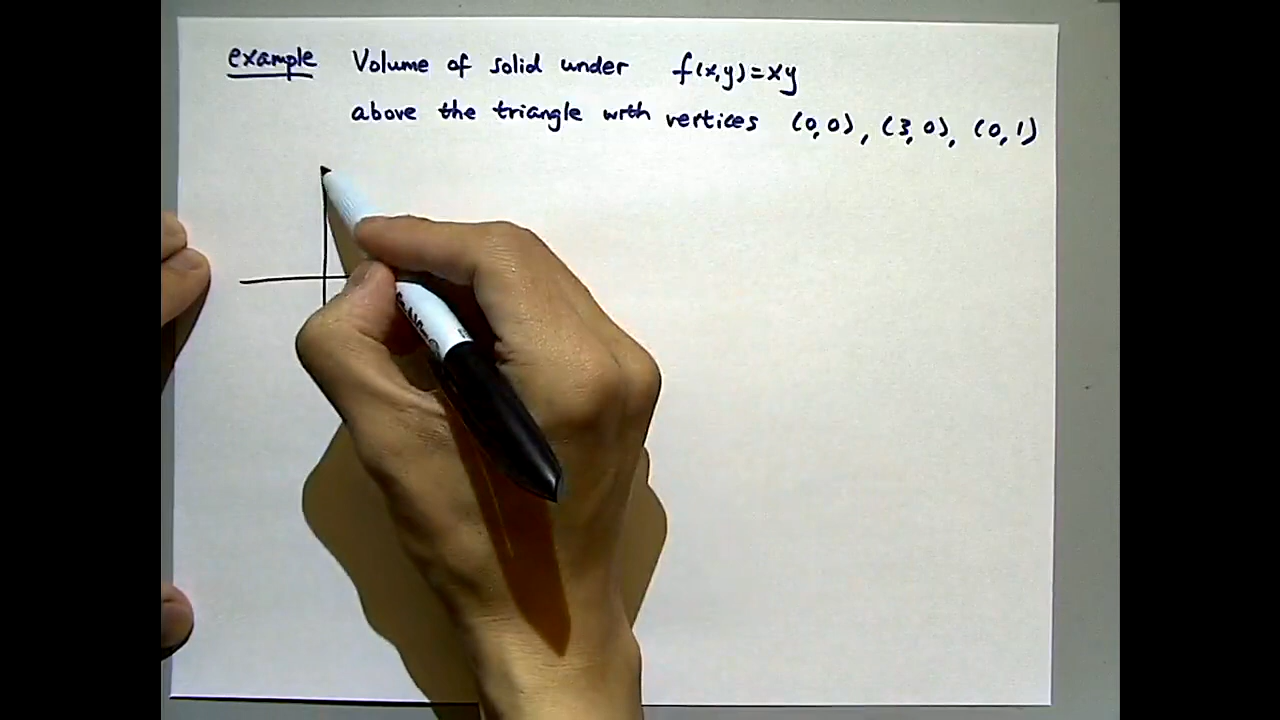 example Volume of solid under f(x,y)=xy
above the triangle with vertices (0,0), (3,0), (0,1)